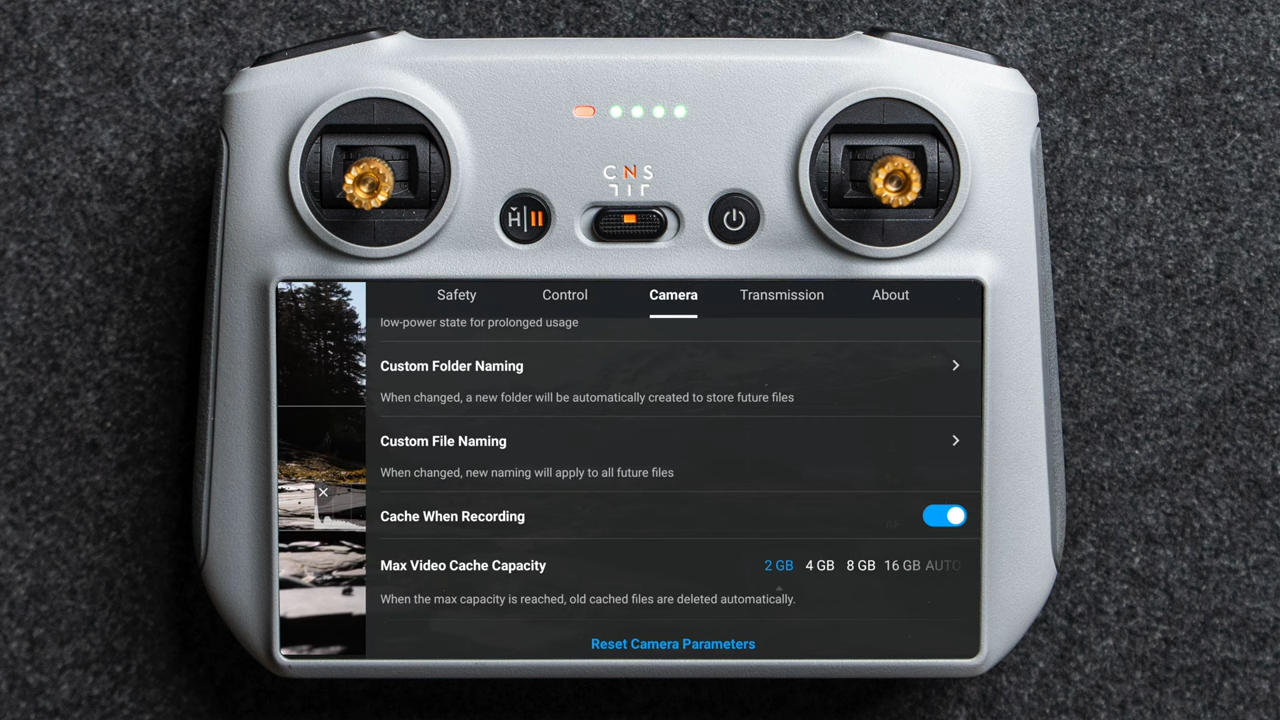 C N S
H
Safety Control Camera Transmission About
low-power state for prolonged usage
Custom Folder Naming
When changed, a new folder will be automatically created to store future files
Custom File Naming
When changed, new naming will apply to all future files
Cache When Recording
Max Video Cache Capacity 2 GB 4 GB 8 GB 16 GB AUTO
When the max capacity is reached, old cached files are deleted automatically.
Reset Camera Parameters